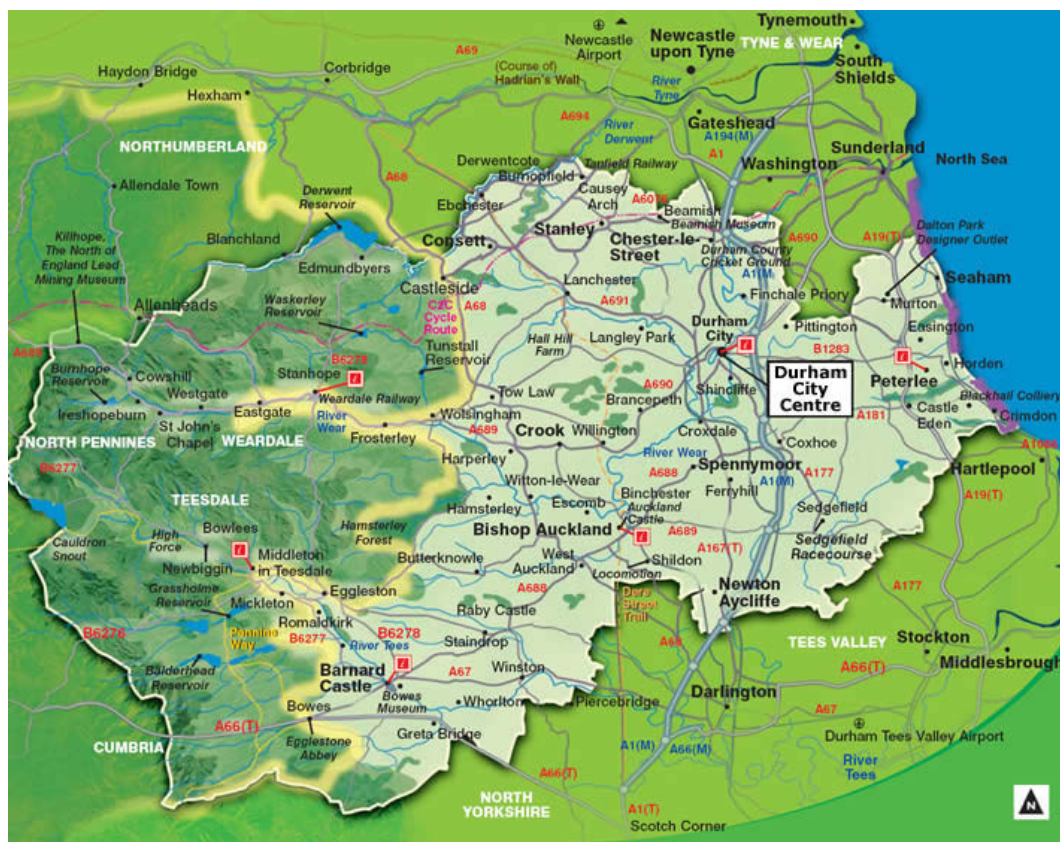 Tynemouth
TYNE & WEAR
Newcastle
Airport
Newcastle
upon Tyne
South
Shields
A69
(Course of)
Hadrian's Wall
River
Tyne
Haydon Bridge
Corbridge
Hexham
Gateshead
A194(M)
A694
River
Derwent
A1
Sunderland
North Sea
NORTHUMBERLAND
Derwentcote
Burnopfield
Tanfield Railway
Washington
Allendale Town
A68
Causey
Arch
A6076
Ebchester
Derwent
Reservoir
Beamish
Beamish Museum
Stanley
Chester-le-
Street
A690
A19(T)
Dalton Park
Designer Outlet
Killhope,
The North of
England Lead
Mining Museum
Blanchland
Copsett
Durham County
Cricket Ground
A1(M)
Edmundbyers
Castleside
Lanchester
Seaham
Allenheads
Waskerley
Reservoir
C2C
Cycle
Route
A68
A691
Finchale Priory
Murton
Easington
Hall Hill
Farm
Langley Park
Durham
City
i
Pittington
A689
Burnhope
Reservoir
B6278
Stanhope
i
Tunstall
Reservoir
B1283
i
Horden
Cowshill
Westgate
Weardale Railway
Tow Law
A690
Brancepeth
Shincliffe
Durham
City
Centre
Peterlee
Blackhall Colliery
Ireshopeburn
Eastgate
River
Wear
Wolsingham
A181
Castle
Eden
Crimdon
St John's
Chapel
NORTH PENNINES
WEARDALE
Frosterley
A689
Crook
Willington
Croxdale
Coxhoe
B6277
Harperley
River Wear
A688
Spennymoor
A1(M)
A177
Hartlepool
A19(T)
TEESDALE
Witton-le-Wear
Ferryhill
Hamsterley
Escomb
Binchester
Auckland
Castle
Sedgefield
Cauldron
Snout
High
Force
Bowlees
i
Hamsterley
Forest
Bishop Auckland
i
A689
Sedgefield
Racecourse
Newbiggin
Middleton
in Teesdale
Butterknowle
West
Auckland
Shildon
A167(T)
Locomotion
Grassholme
Reservoir
Mickleton
Eggleston
A688
Dere
Street
Trail
Newton
Aycliffe
A177
Romaldkirk
Raby Castle
B6276
Pennine
Way
B6277
B6278
River Tees
Staindrop
A68
TEES VALLEY
Stockton
Middlesbrough
Balderhead
Reservoir
Barnard
Castle
i
A67
Winston
A66(T)
Bowes
Museum
Darlington
Bowes
Whorlton
Piercebridge
A67
A66(T)
Greta Bridge
Durham Tees Valley Airport
CUMBRIA
Egglestone
Abbey
A1(M)
A66(M)
River
Tees
A66(T)
NORTH
YORKSHIRE
A1(T)
Scotch Corner
N